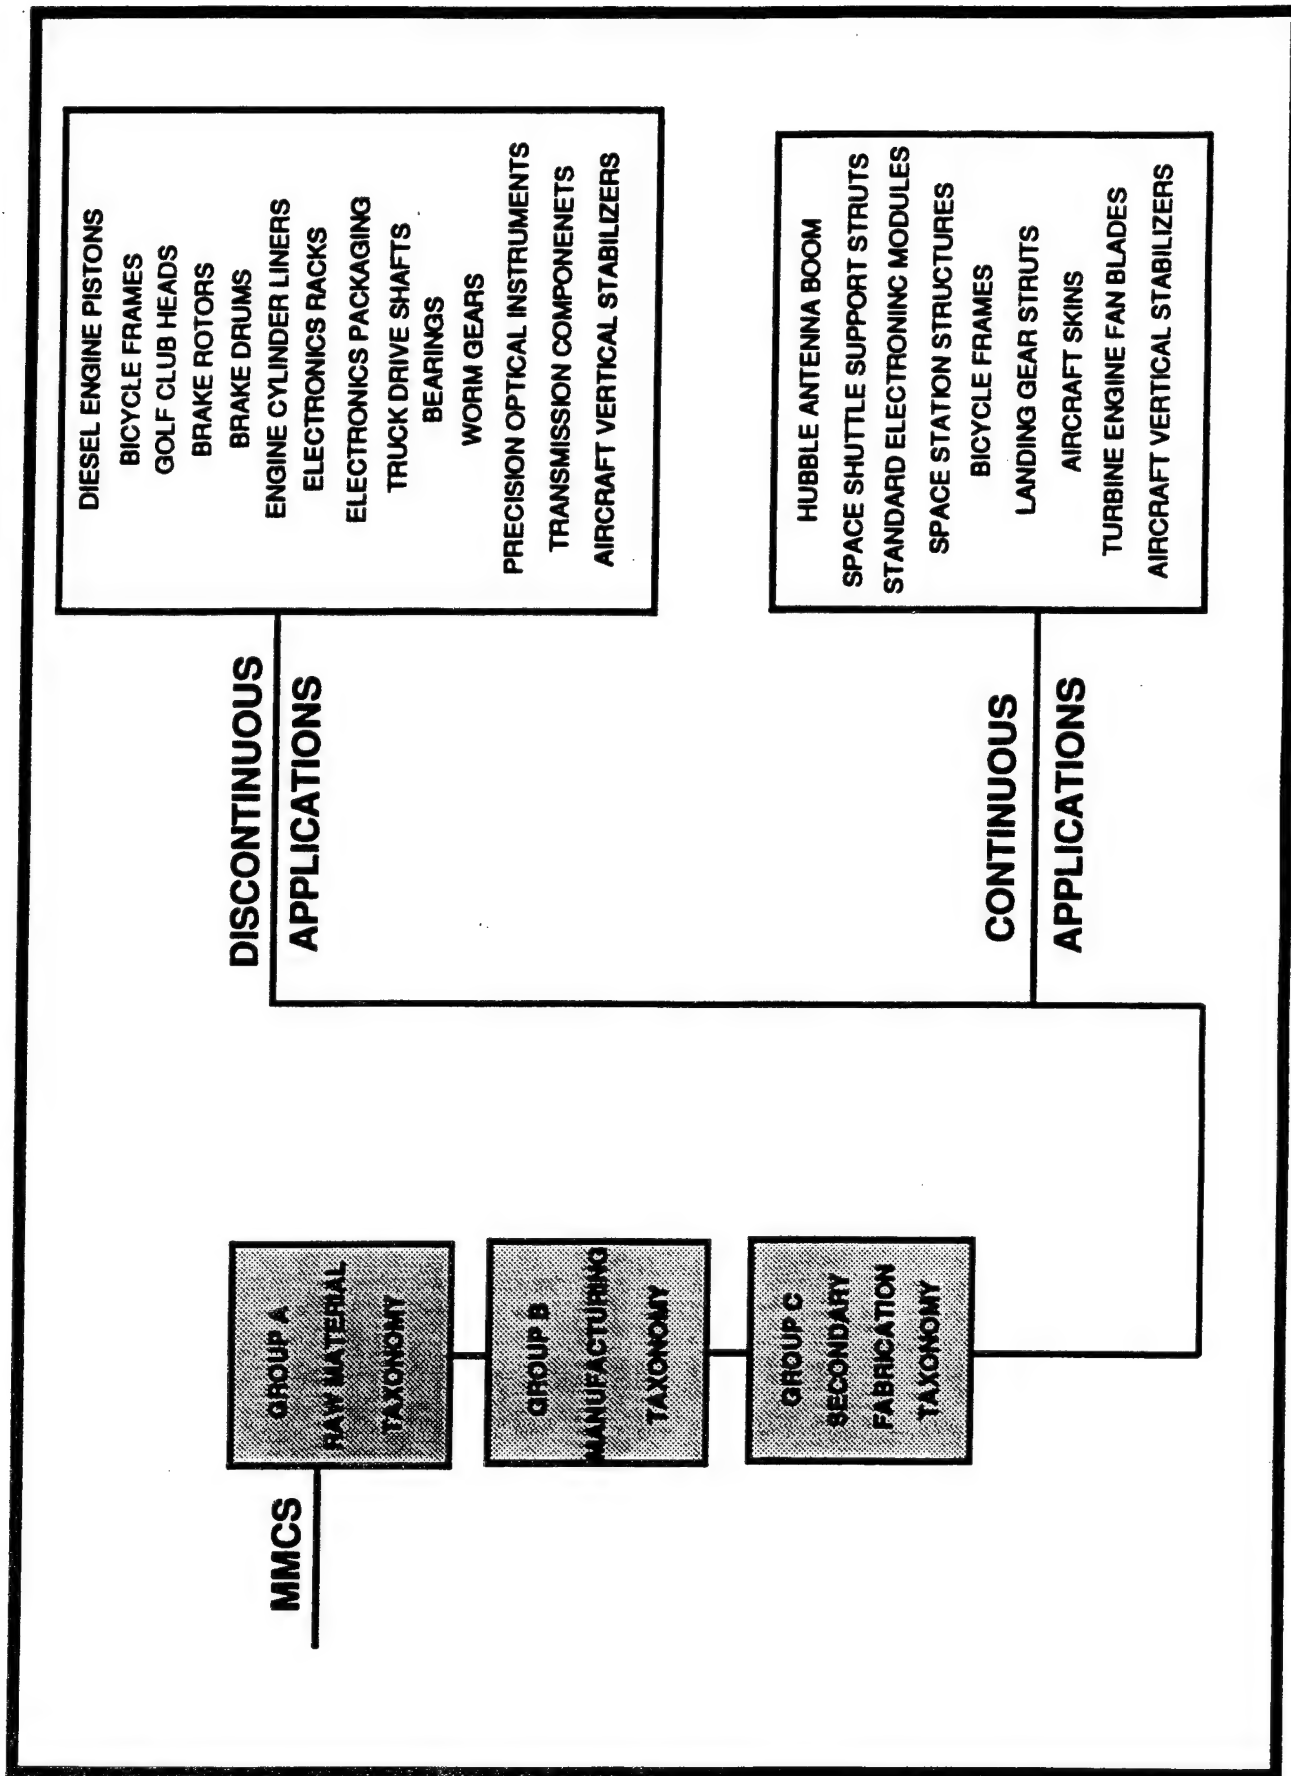 MMCS
GROUP A
RAW MATERIAL
TAXONOMY
GROUP B
MANUFACTURING
TAXONOMY
GROUP C
SECONDARY
FABRICATION
TAXONOMY
DISCONTINUOUS
APPLICATIONS
DIESEL ENGINE PISTONS
BICYCLE FRAMES
GOLF CLUB HEADS
BRAKE ROTORS
BRAKE DRUMS
ENGINE CYLINDER LINERS
ELECTRONICS RACKS
ELECTRONICS PACKAGING
TRUCK DRIVE SHAFTS
BEARINGS
WORM GEARS
PRECISION OPTICAL INSTRUMENTS
TRANSMISSION COMPONENETS
AIRCRAFT VERTICAL STABILIZERS
CONTINUOUS
APPLICATIONS
HUBBLE ANTENNA BOOM
SPACE SHUTTLE SUPPORT STRUTS
STANDARD ELECTRONINC MODULES
SPACE STATION STRUCTURES
BICYCLE FRAMES
LANDING GEAR STRUTS
AIRCRAFT SKINS
TURBINE ENGINE FAN BLADES
AIRCRAFT VERTICAL STABILIZERS